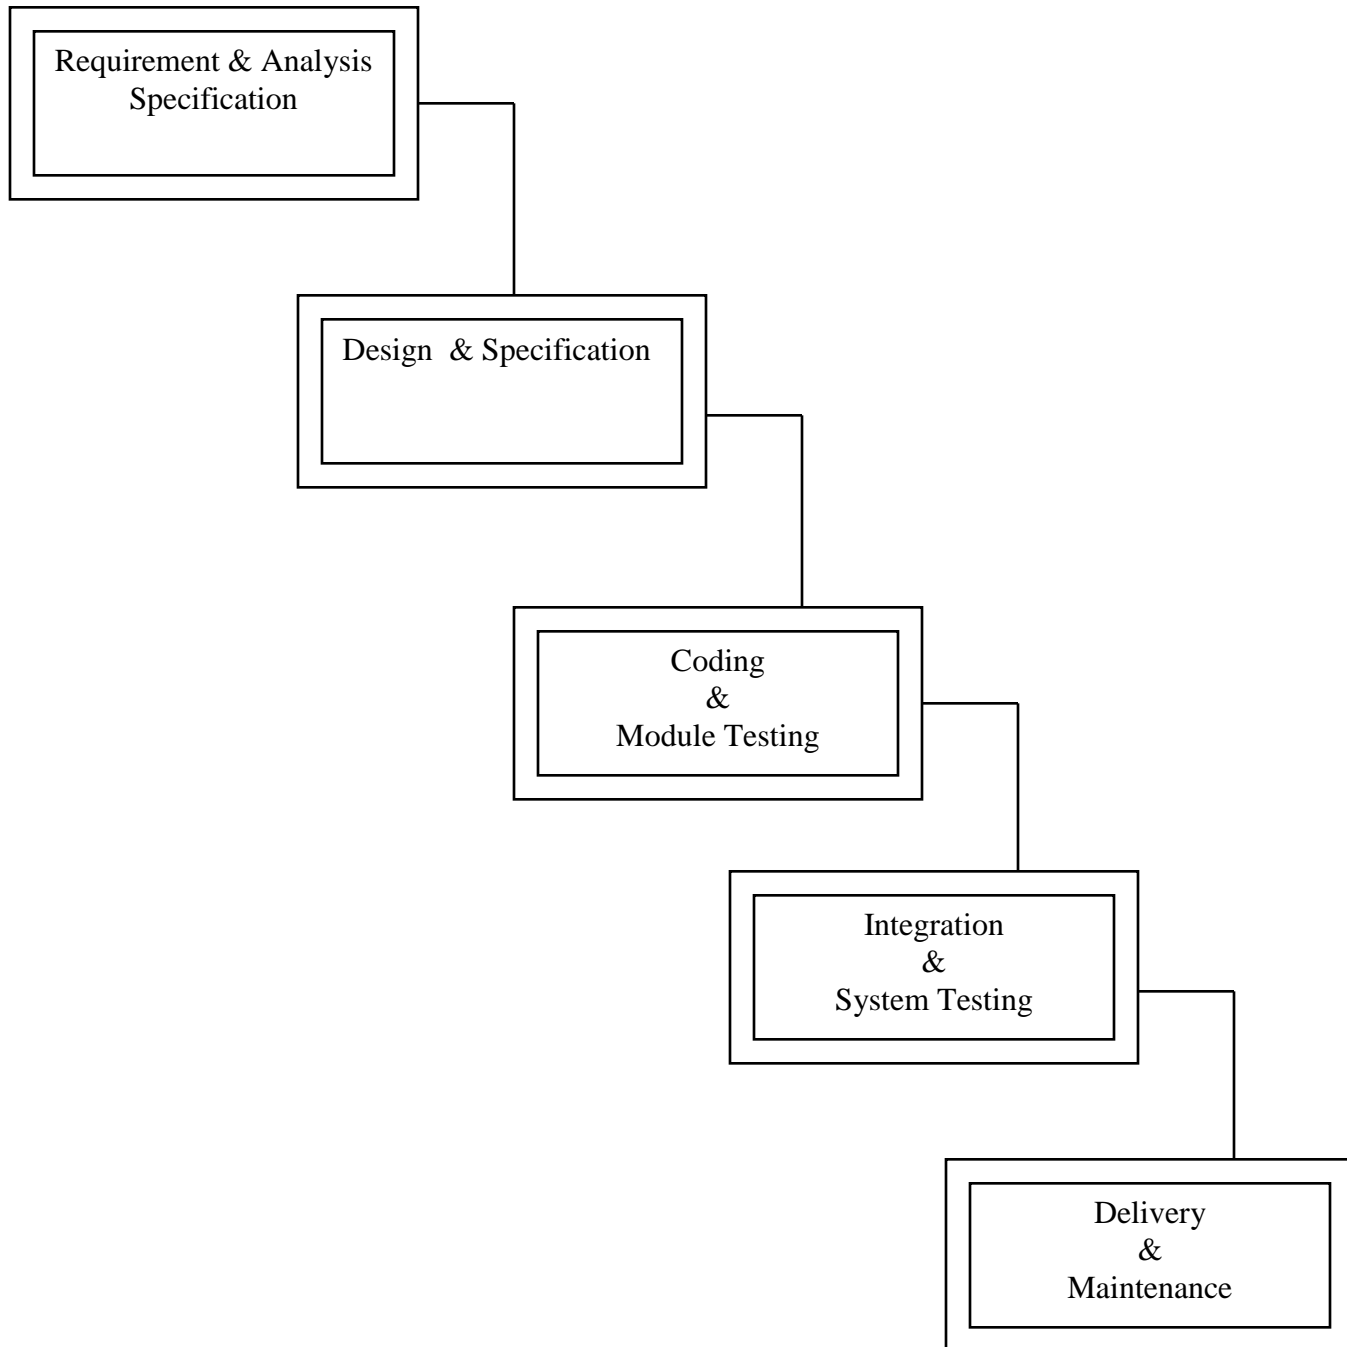 Requirement & Analysis
Specification
Design  & Specification
Coding
&
Module Testing
Integration
&
System Testing
Delivery
&
Maintenance